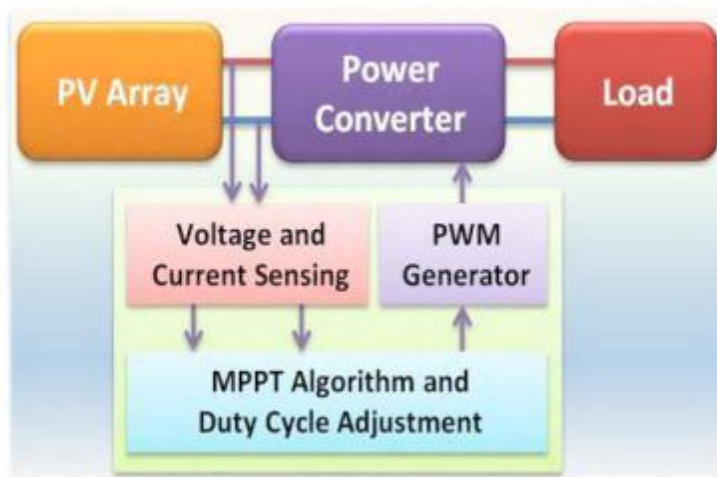 PV Array
Power
Converter
Load
Voltage and
Current Sensing
PWM
Generator
MPPT Algorithm and
Duty Cycle Adjustment